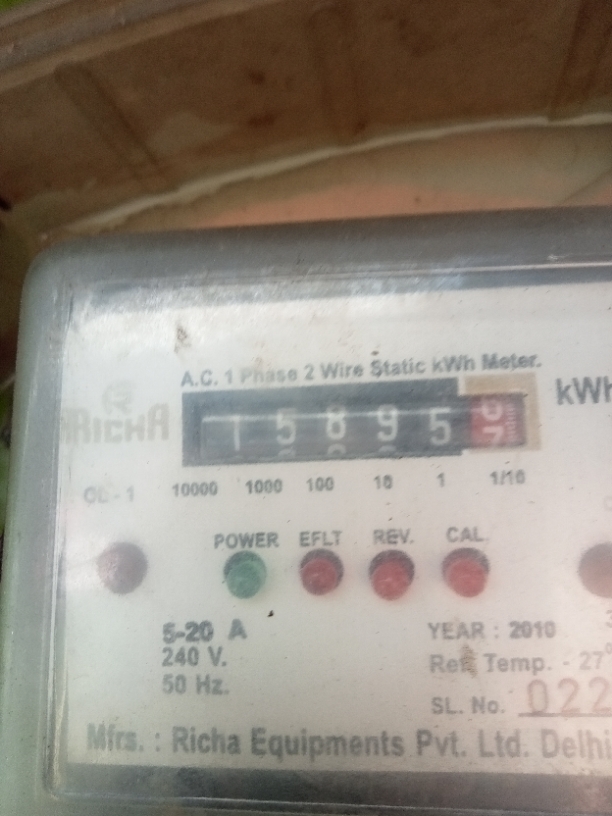 A.C. 1 Phase 2 Wire Static kWh Meter.
RICHA
1 5 8 9 5
kWH
CL - 1
10000 1000 100 10 1 1/10
POWER EFLT REV. CAL.
5-20 A
240 V.
50 Hz.
YEAR : 2010
Ref. Temp. - 27°
SL. No. 022
Mfrs. : Richa Equipments Pvt. Ltd. Delhi